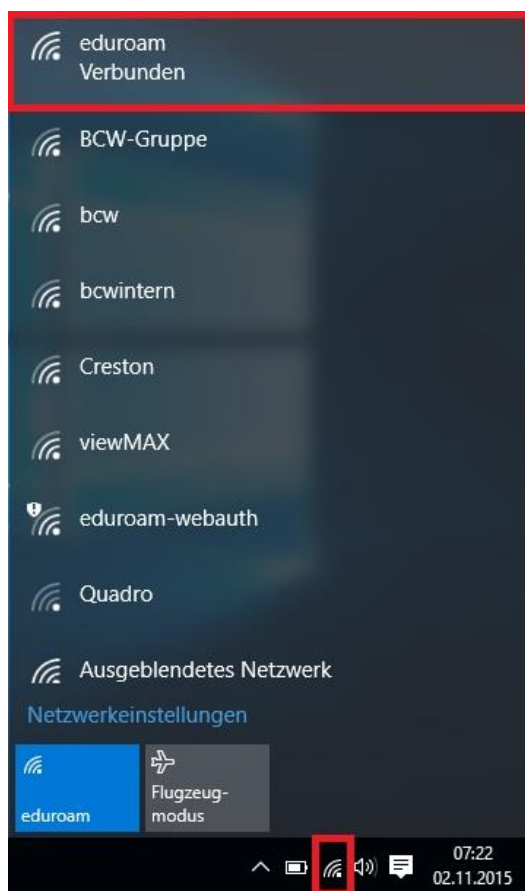 eduroam
Verbunden
BCW-Gruppe
bcw
bcwintern
Creston
viewMAX
eduroam-webauth
Quadro
Ausgeblendetes Netzwerk
Netzwerkeinstellungen
eduroam
Flugzeug-
modus
07:22
02.11.2015